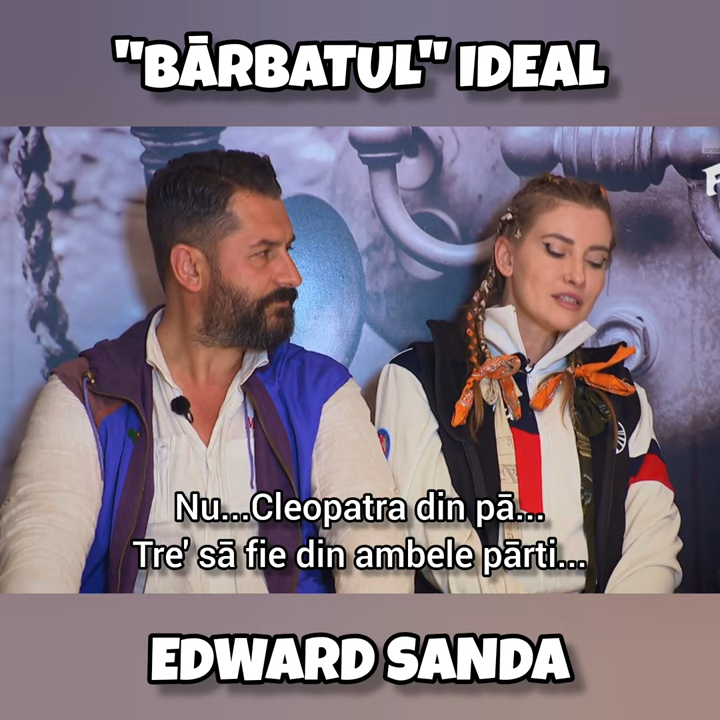 "BĀRBATUL" IDEAL
Nu...Cleopatra din pā...
Tre' sā fie din ambele pārti...
EDWARD SANDA